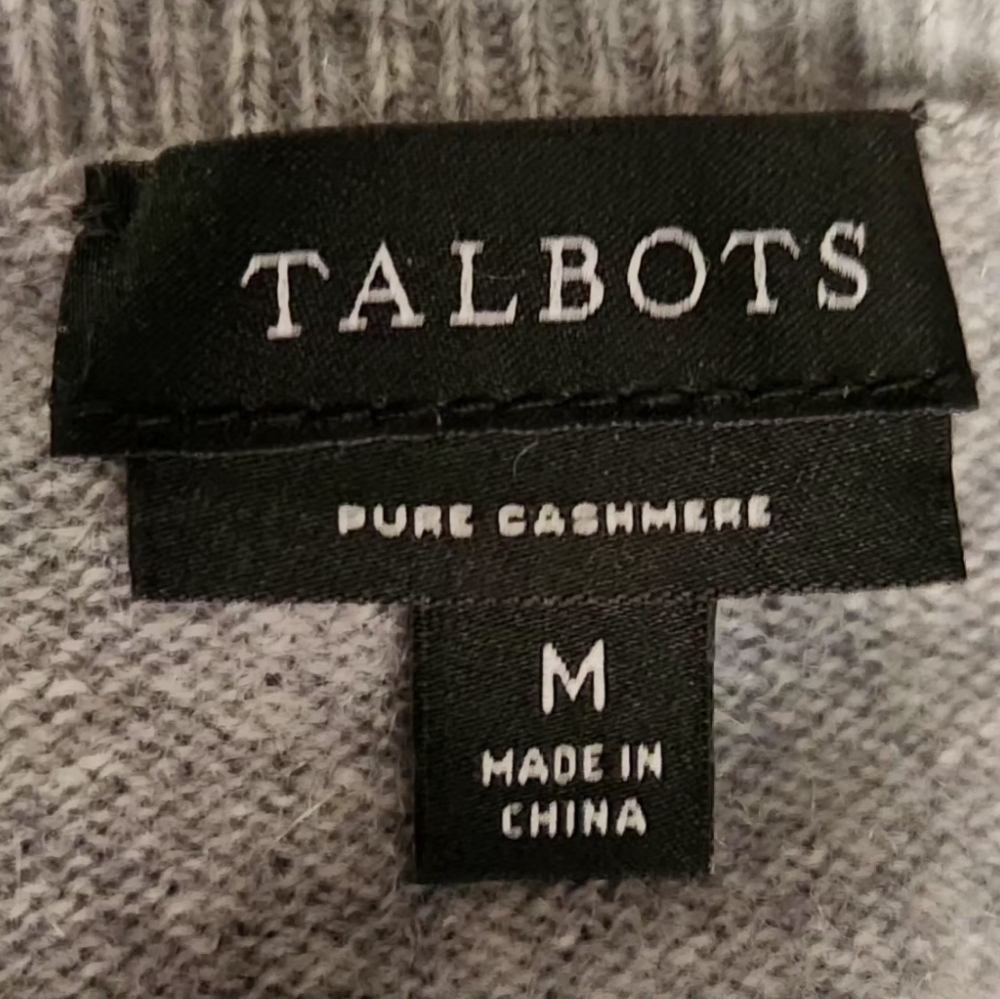 TALBOTS
PURE CASHMERE
M
MADE IN
CHINA